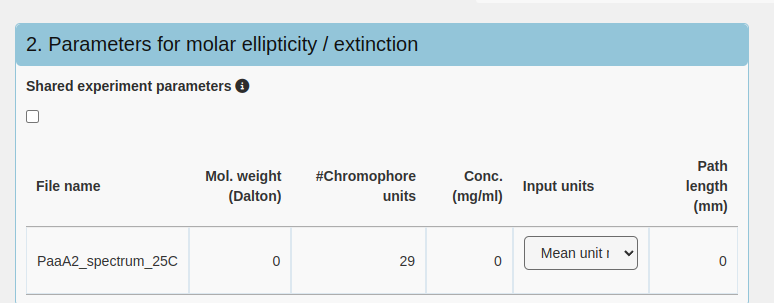 2. Parameters for molar ellipticity / extinction
Shared experiment parameters
File name
Mol. weight
(Dalton)
#Chromophore
units
Conc.
(mg/ml)
Input units
Path
length
(mm)
PaaA2_spectrum_25C
0
29
0
Mean unit r
0